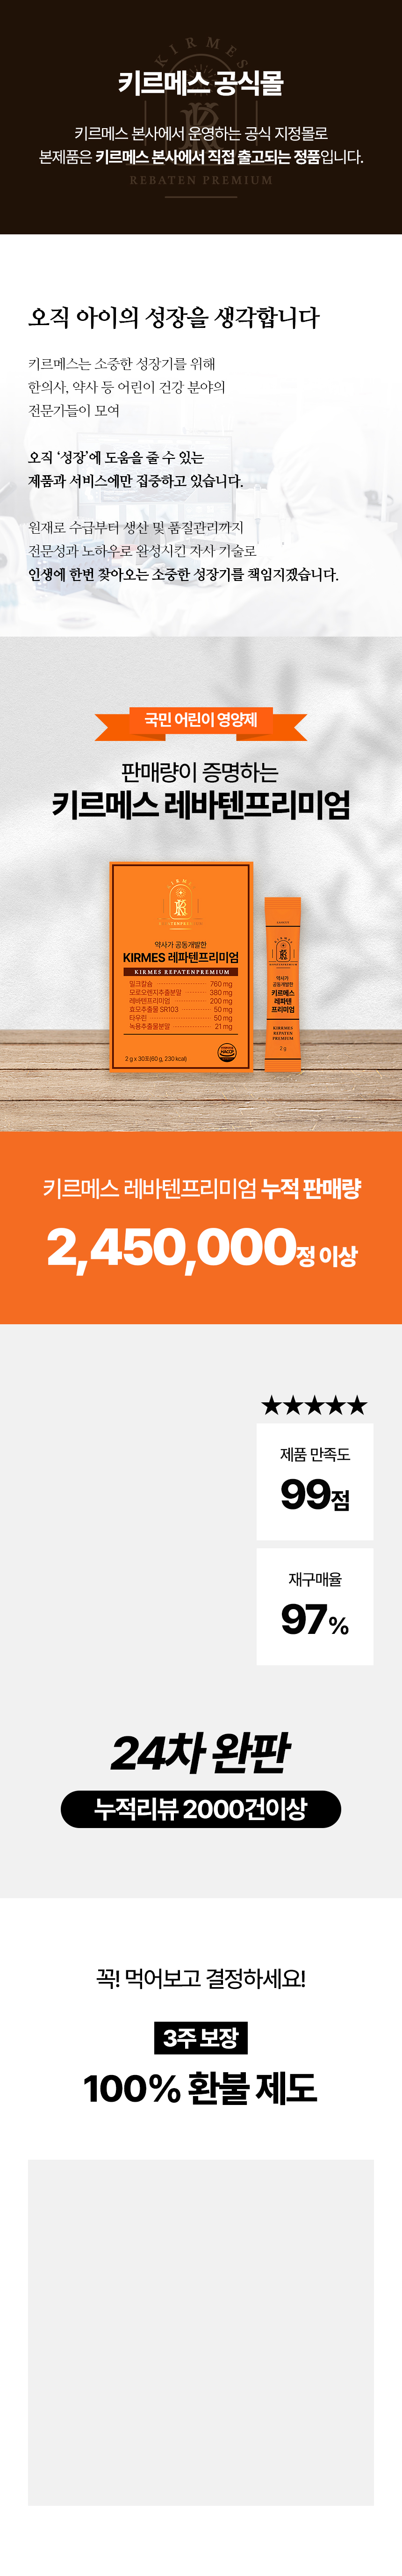 키르메스 공식몰
키르메스 본사에서 운영하는 공식 지정몰로
본제품은 키르메스 본사에서 직접 출고되는 정품입니다.
KIRMES
REBATEN PREMIUM
오직 아이의 성장을 생각합니다
키르메스는 소중한 성장기를 위해
한의사, 약사 등 어린이 건강 분야의
전문가들이 모여
오직 ‘성장’에 도움을 줄 수 있는
제품과 서비스에만 집중하고 있습니다.
원재로 수급부터 생산 및 품질관리까지
전문성과 노하우로 완성시킨 자사 기술로
인생에 한번 찾아오는 소중한 성장기를 책임지겠습니다.
국민 어린이 영양제
판매량이 증명하는
키르메스 레바텐프리미엄
KIRMES
약사가 공동개발한
KIRMES 레파텐프리미엄
KIRMES REPATENPREMIUM
밀크칼슘 760 mg
모로오렌지추출분말 380 mg
레바텐프리미엄 200 mg
효모추출물 SR103 50 mg
타우린 50 mg
녹용추출물분말 21 mg
2 g x 30포(60 g, 230 kcal)
HACCP
약사가
공동개발한
키르메스
레파텐
프리미엄
KIRMES
REPATEN
PREMIUM
2 g
키르메스 레바텐프리미엄 누적 판매량
2,450,000정 이상
★★★★★
제품 만족도
99점
재구매율
97%
24차 완판
누적리뷰 2000건이상
꼭! 먹어보고 결정하세요!
3주 보장
100% 환불 제도